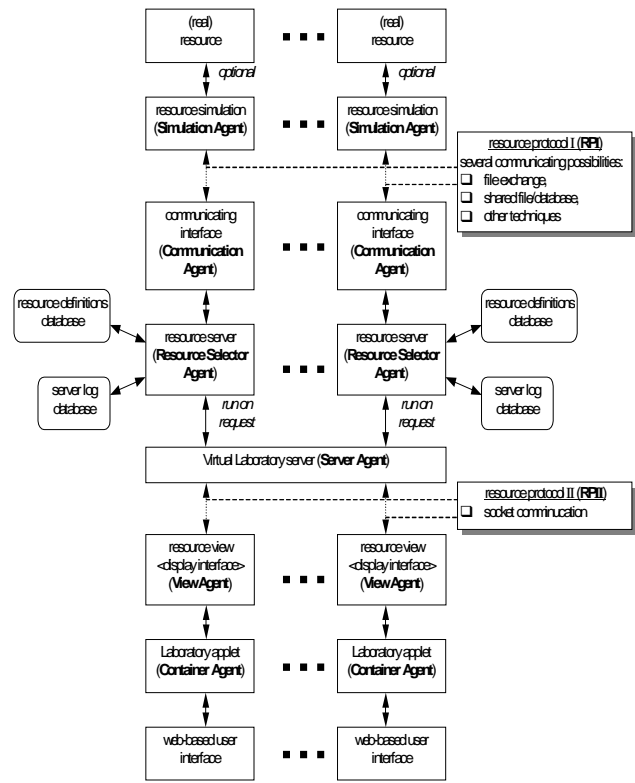 (real)
resource
(real)
resource
optional
optional
resource simulation
(Simulation Agent)
resource simulation
(Simulation Agent)
resource protocol I (RPI)
several communicating possibilities:
❑ file exchange,
❑ shared file/database,
❑ other techniques
communicating
interface
(Communication
Agent)
communicating
interface
(Communication
Agent)
resource definitions
database
resource server
(Resource Selector
Agent)
resource server
(Resource Selector
Agent)
resource definitions
database
server log
database
server log
database
run on
request
run on
request
Virtual Laboratory server (Server Agent)
resource protocol II (RPII)
❑ socket comminucation
resource view
<display interface>
(View Agent)
resource view
<display interface>
(View Agent)
Laboratory applet
(Container Agent)
Laboratory applet
(Container Agent)
web-based user
interface
web-based user
interface